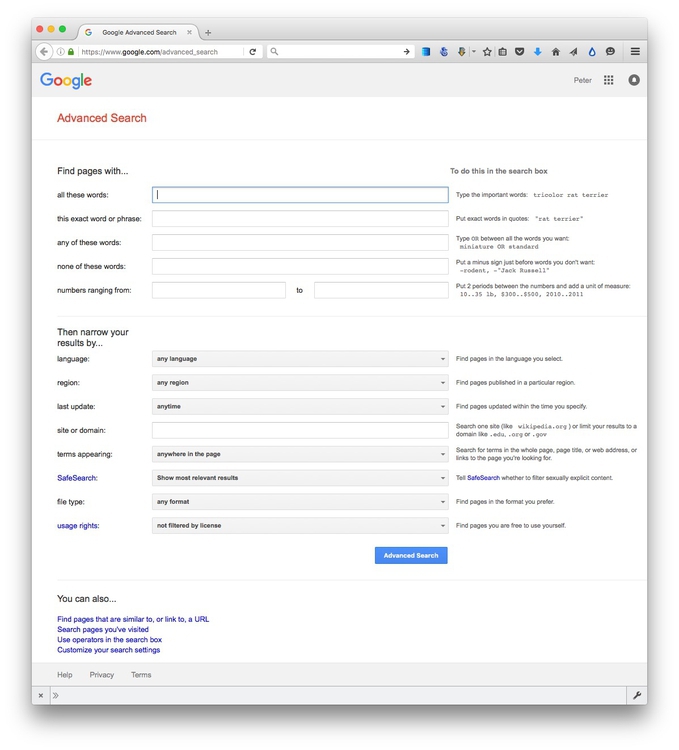 Google Advanced Search
https://www.google.com/advanced_search
Google
Peter
Advanced Search
Find pages with...
To do this in the search box
all these words:
Type the important words: tricolor rat terrier
this exact word or phrase:
Put exact words in quotes: "rat terrier"
any of these words:
Type OR between all the words you want:
miniature OR standard
none of these words:
Put a minus sign just before words you don't want:
-rodent, -"Jack Russell"
numbers ranging from:
to
Put 2 periods between the numbers and add a unit of measure:
10..35 lb, $300..$500, 2010..2011
Then narrow your
results by...
language:
any language
Find pages in the language you select.
region:
any region
Find pages published in a particular region.
last update:
anytime
Find pages updated within the time you specify.
site or domain:
Search one site (like wikipedia.org ) or limit your results to a
domain like .edu, .org or .gov
terms appearing:
anywhere in the page
Search for terms in the whole page, page title, or web address, or
links to the page you're looking for.
SafeSearch:
Show most relevant results
Tell SafeSearch whether to filter sexually explicit content.
file type:
any format
Find pages in the format you prefer.
usage rights:
not filtered by license
Find pages you are free to use yourself.
Advanced Search
You can also...
Find pages that are similar to, or link to, a URL
Search pages you've visited
Use operators in the search box
Customize your search settings
Help Privacy Terms